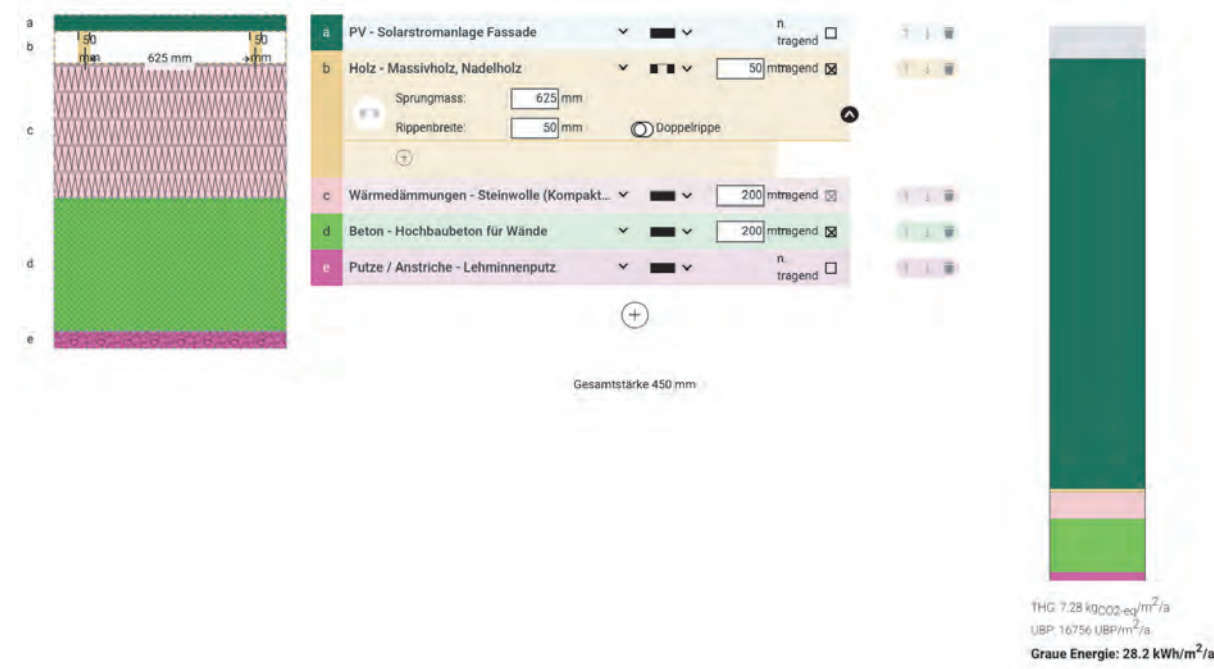 a
50
50
b
mm
625 mm
mm
c
d
e
a PV - Solarstromanlage Fassade n. tragend
b Holz - Massivholz, Nadelholz 50 mm tragend
Sprungmass: 625 mm
Rippenbreite: 50 mm Doppelrippe
c Wärmedämmungen - Steinwolle (Kompakt... 200 mm tragend
d Beton - Hochbaubeton für Wände 200 mm tragend
e Putze / Anstriche - Lehminnenputz n. tragend
Gesamtstärke 450 mm
THG: 7.28 kgCO2-eq/m2/a
UBP: 16756 UBP/m2/a
Graue Energie: 28.2 kWh/m2/a